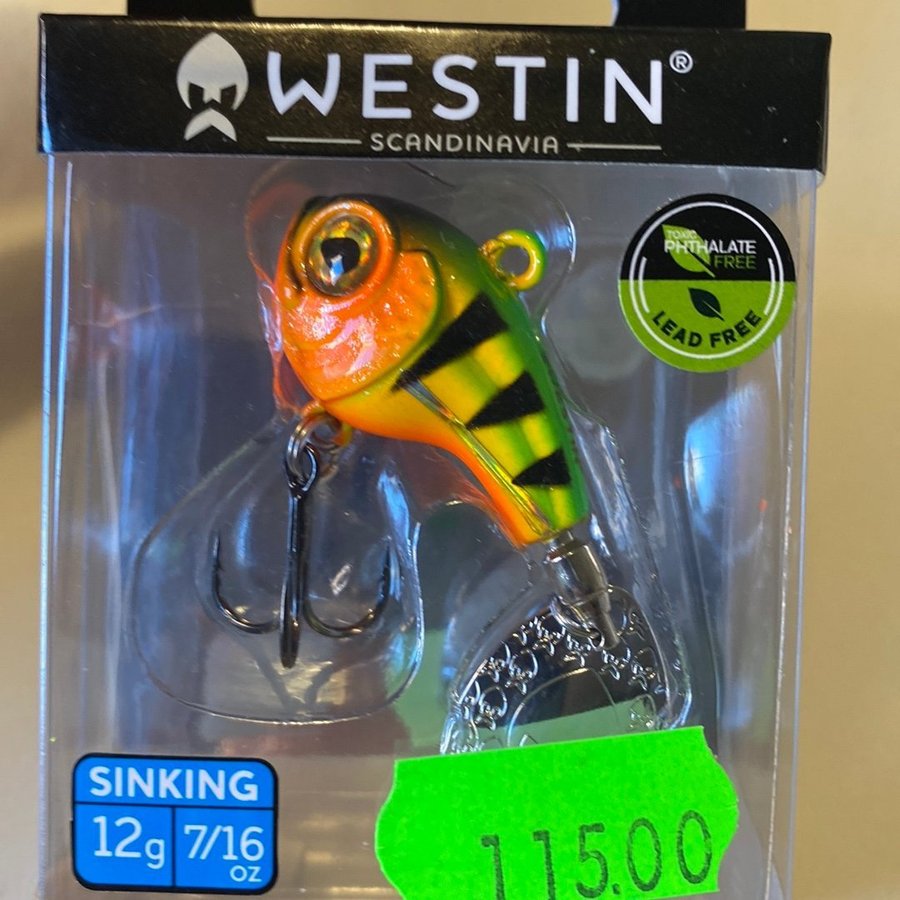 WESTIN®
SCANDINAVIA
TOXIC
PHTHALATE
FREE
LEAD FREE
SINKING
12g 7/16
OZ
115.00